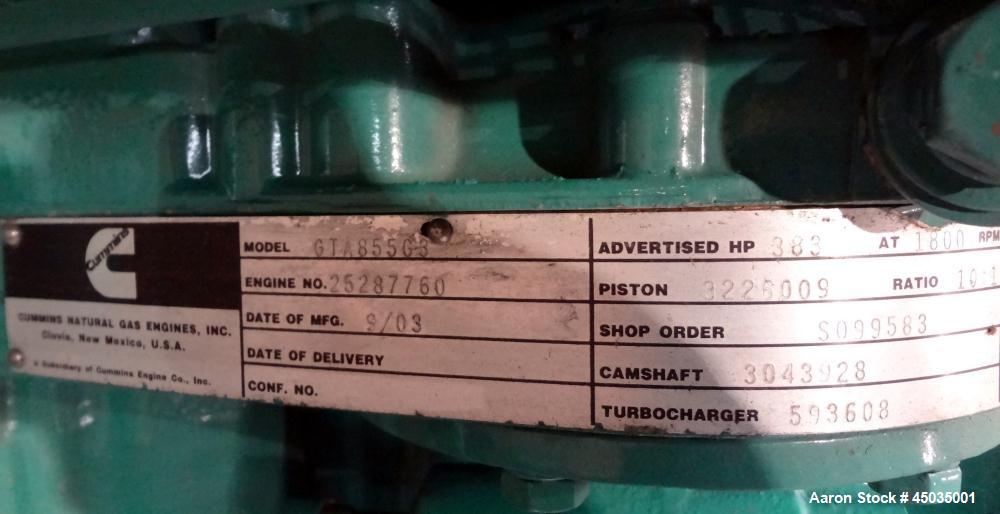 Cummins
CUMMINS NATURAL GAS ENGINES, INC.
Clovis, New Mexico, U.S.A.
A Subsidiary of Cummins Engine Co., Inc.
MODEL GTA855G3
ENGINE NO. 25287760
DATE OF MFG. 9/03
DATE OF DELIVERY
CONF. NO.
ADVERTISED HP 383 AT 1800 RPM
PISTON 3226009 RATIO 10:1
SHOP ORDER S099583
CAMSHAFT 3043928
TURBOCHARGER 593608
Aaron Stock # 45035001